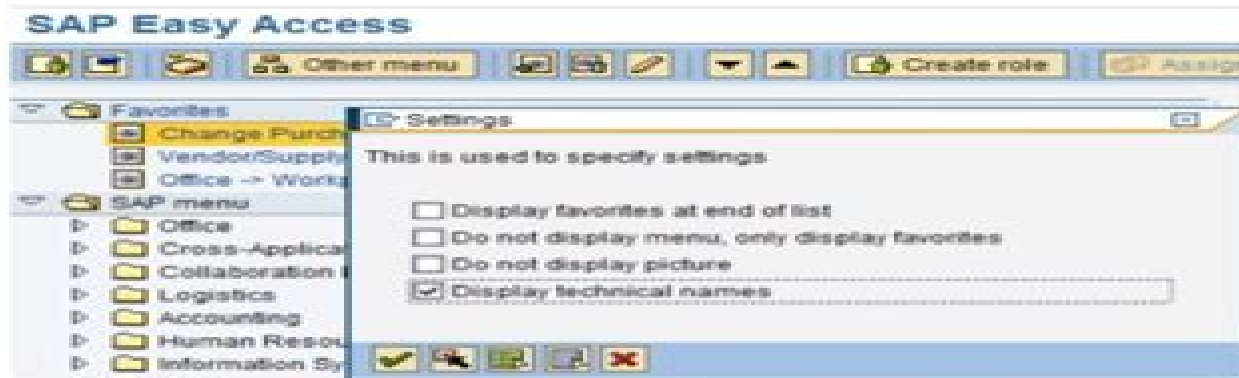 SAP Easy Access
Other menu Create role Assig
Favorites
Change Purch
Vendor/Supply
Office -> Work
SAP menu
Office
Cross-Applica
Collaboration
Logistics
Accounting
Human Resou
Information Sy
Settings
This is used to specify settings
Display favorites at end of list
Do not display menu, only display favorites
Do not display picture
Display technical names